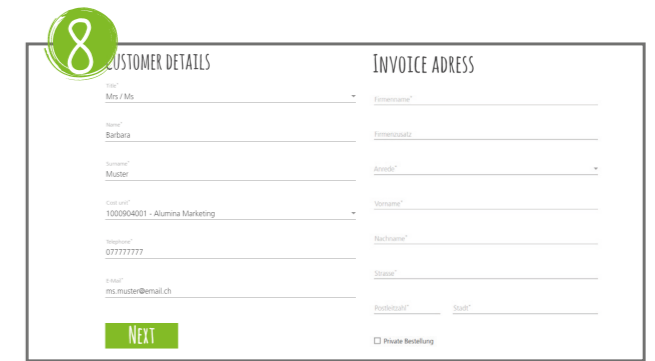 8
CUSTOMER DETAILS
Title*
Mrs / Ms
Name*
Barbara
Surname*
Muster
Cost unit*
1000904001 - Alumina Marketing
Telephone*
077777777
E-Mail*
ms.muster@email.ch
NEXT
INVOICE ADRESS
Firmenname*
Firmenzusatz
Anrede*
Vorname*
Nachname*
Strasse*
Postleitzahl* Stadt*
Private Bestellung